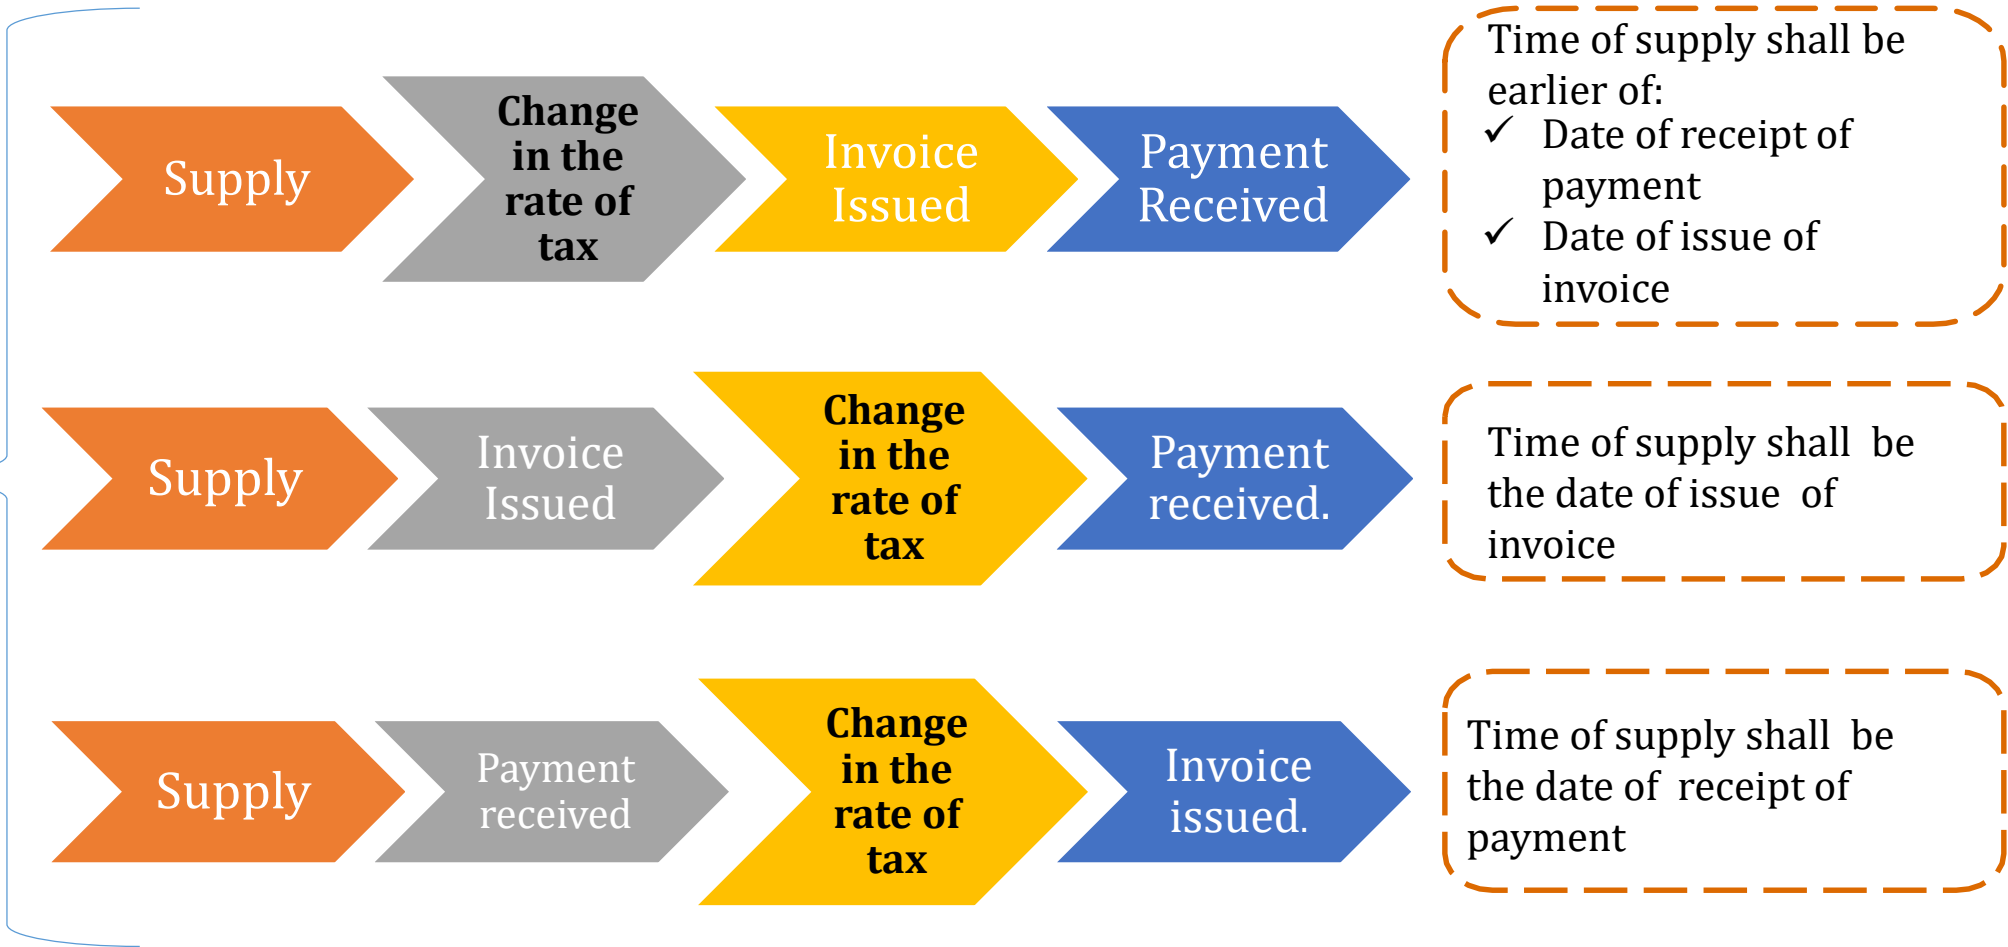 Supply
Change
in the
rate of
tax
Invoice
Issued
Payment
Received
Time of supply shall be
earlier of:
✓ Date of receipt of
payment
✓ Date of issue of
invoice
Supply
Invoice
Issued
Change
in the
rate of
tax
Payment
received.
Time of supply shall be
the date of issue of
invoice
Supply
Payment
received
Change
in the
rate of
tax
Invoice
issued.
Time of supply shall be
the date of receipt of
payment